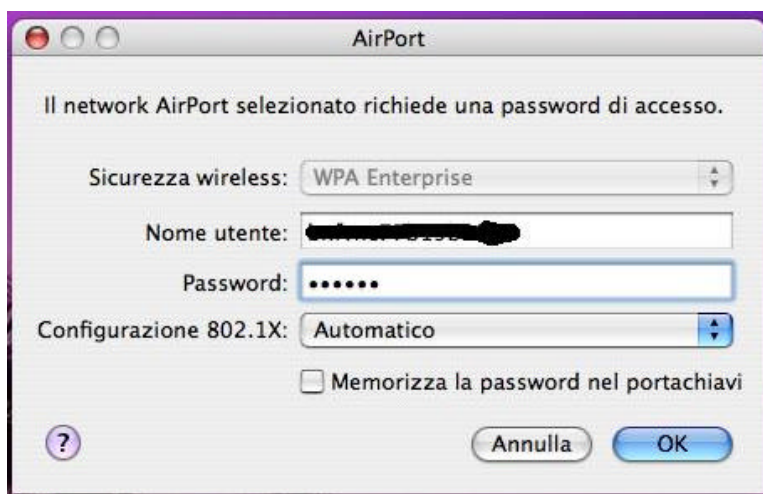 AirPort
Il network AirPort selezionato richiede una password di accesso.
Sicurezza wireless: WPA Enterprise
Nome utente:
Password: ••••••
Configurazione 802.1X: Automatico
Memorizza la password nel portachiavi
? Annulla OK